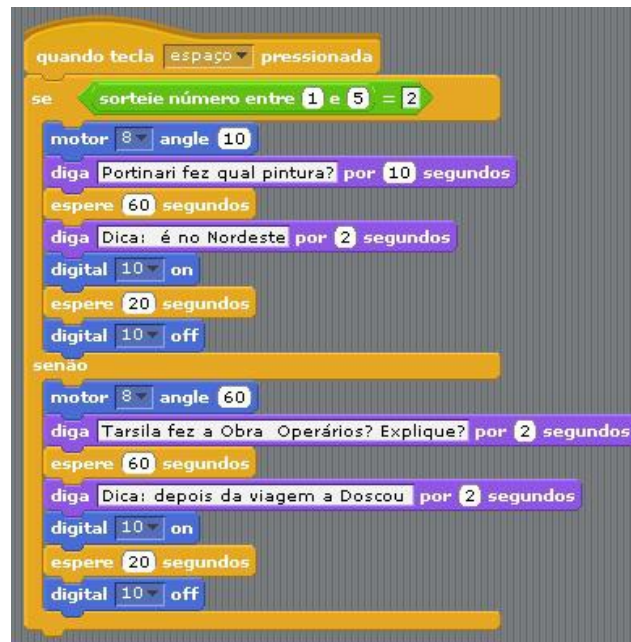 quando tecla espaço pressionada
se sorteie número entre 1 e 5 = 2
motor 8 angle 10
diga Portinari fez qual pintura? por 10 segundos
espere 60 segundos
diga Dica: é no Nordeste por 2 segundos
digital 10 on
espere 20 segundos
digital 10 off
senão
motor 8 angle 60
diga Tarsila fez a Obra Operários? Explique? por 2 segundos
espere 60 segundos
diga Dica: depois da viagem a Doscou por 2 segundos
digital 10 on
espere 20 segundos
digital 10 off